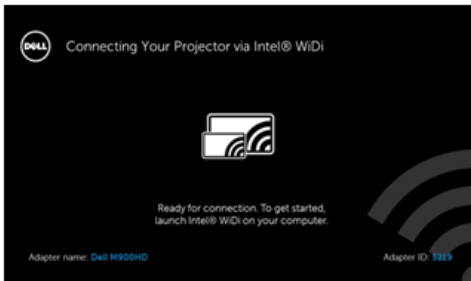 DELL
Connecting Your Projector via Intel® WiDi
Ready for connection. To get started,
launch Intel® WiDi on your computer.
Adapter name: Dell M900HD
Adapter ID: 5219